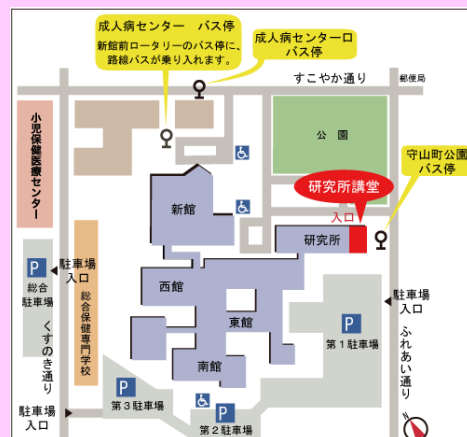 成人病センター　バス停
新館前ロータリーのバス停に、
路線バスが乗り入れます。
成人病センター口
バス停
すこやか通り
郵便局
小児保健医療センター
公園
守山町公園
バス停
研究所講堂
入口
新館
研究所
P
総合
駐車場
駐車場
入口
総合保健専門学校
西館
東館
南館
P
第1駐車場
駐車場
入口
くすのき通り
ふれあい通り
P
第3駐車場
P
第2駐車場
駐車場
入口
N